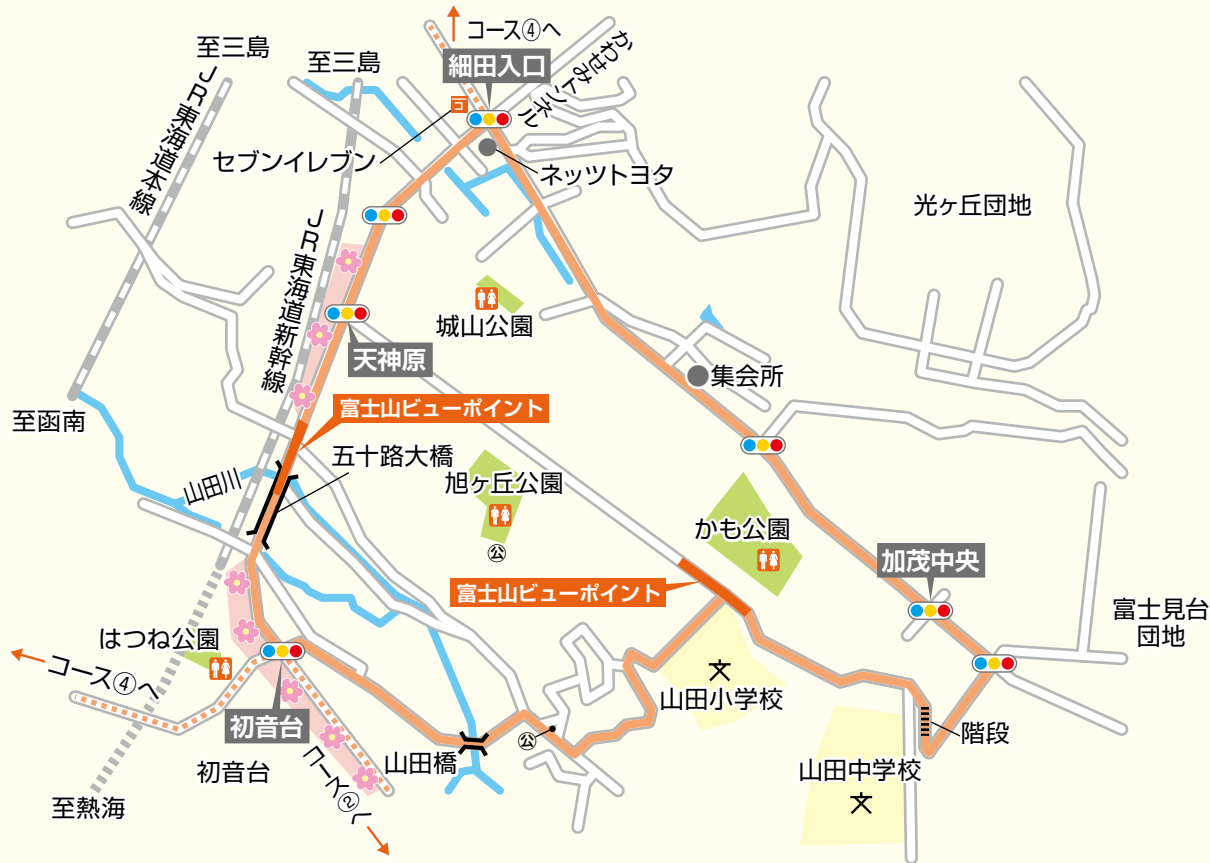 コース④へ
至三島
至三島
細田入口
かわせみトンネル
JR東海道本線
セブンイレブン
ネッツトヨタ
光ヶ丘団地
JR東海道新幹線
城山公園
天神原
集会所
富士山ビューポイント
至函南
五十路大橋
山田川
旭ヶ丘公園
公
かも公園
加茂中央
富士山ビューポイント
富士見台
団地
はつね公園
コース④へ
文
山田小学校
初音台
公
階段
山田橋
初音台
コース②へ
山田中学校
文
至熱海